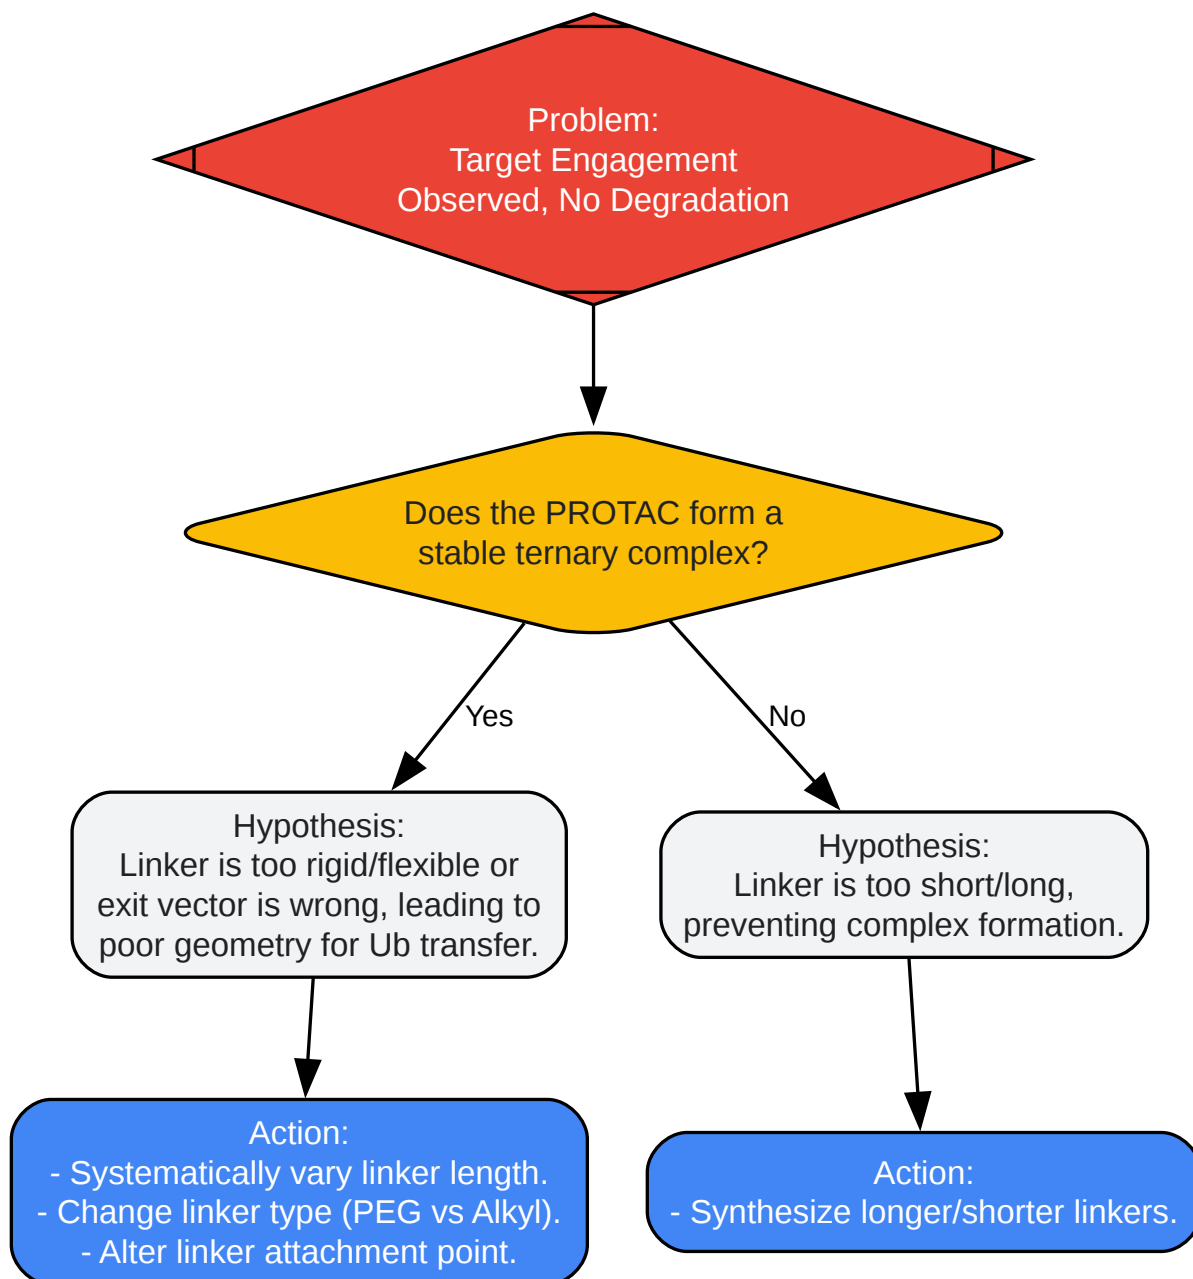 Problem:
Target Engagement
Observed, No Degradation
Does the PROTAC form a
stable ternary complex?
Yes
No
Hypothesis:
Linker is too rigid/flexible or
exit vector is wrong, leading to
poor geometry for Ub transfer.
Hypothesis:
Linker is too short/long,
preventing complex formation.
Action:
- Systematically vary linker length.
- Change linker type (PEG vs Alkyl).
- Alter linker attachment point.
Action:
- Synthesize longer/shorter linkers.